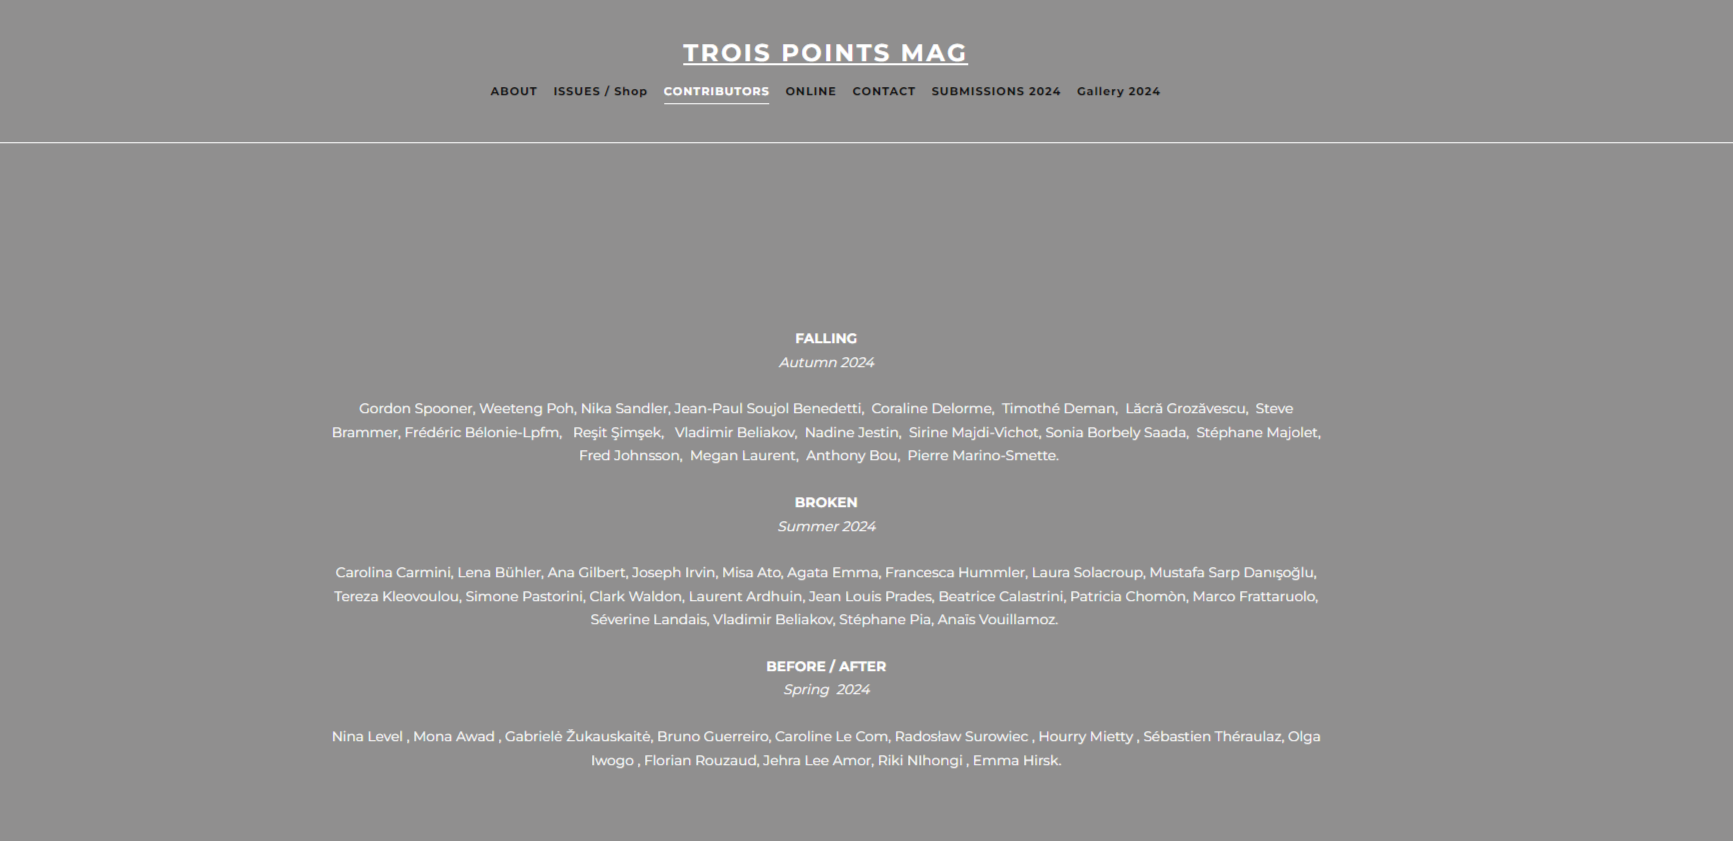 TROIS POINTS MAG
ABOUT ISSUES / Shop CONTRIBUTORS ONLINE CONTACT SUBMISSIONS 2024 Gallery 2024
FALLING
Autumn 2024
Gordon Spooner, Weeteng Poh, Nika Sandler, Jean-Paul Soujol Benedetti, Coraline Delorme, Timothé Deman, Lăcră Grozăvescu, Steve
Brammer, Frédéric Bélonie-Lpfm, Reşit Şimşek, Vladimir Beliakov, Nadine Jestin, Sirine Majdi-Vichot, Sonia Borbely Saada, Stéphane Majolet,
Fred Johnsson, Megan Laurent, Anthony Bou, Pierre Marino-Smette.
BROKEN
Summer 2024
Carolina Carmini, Lena Bühler, Ana Gilbert, Joseph Irvin, Misa Ato, Agata Emma, Francesca Hummler, Laura Solacroup, Mustafa Sarp Danışoğlu,
Tereza Kleovoulou, Simone Pastorini, Clark Waldon, Laurent Ardhuin, Jean Louis Prades, Beatrice Calastrini, Patricia Chomòn, Marco Frattaruolo,
Séverine Landais, Vladimir Beliakov, Stéphane Pia, Anaïs Vouillamoz.
BEFORE / AFTER
Spring 2024
Nina Level , Mona Awad , Gabrielė Žukauskaitė, Bruno Guerreiro, Caroline Le Com, Radosław Surowiec , Hourry Mietty , Sébastien Théraulaz, Olga
Iwogo , Florian Rouzaud, Jehra Lee Amor, Riki NIhongi , Emma Hirsk.